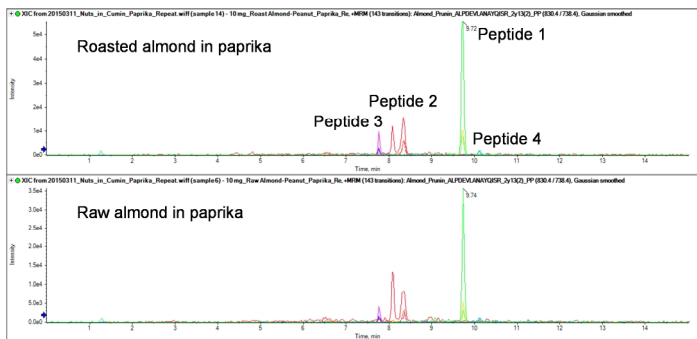 XIC from 20150311_Nuts_in_Cumin_Paprika_Repeat.wiff (sample 14) - 10 mg_Roast Almond-Peanut_Paprika_Re, +MRM (143 transitions): Almond_Prunin_ALPDEVLANAYQISR_2y13(2)_PP (830.4 / 738.4), Gaussian smoothed
5e4
9.72
Peptide 1
Roasted almond in paprika
4e4
Intensity
3e4
2e4
Peptide 2
Peptide 3
1e4
Peptide 4
0e0
1 2 3 4 5 6 7 8 9 10 11 12 13 14
Time, min
XIC from 20150311_Nuts_in_Cumin_Paprika_Repeat.wiff (sample 6) - 10 mg_Raw Almond-Peanut_Paprika_Re, +MRM (143 transitions): Almond_Prunin_ALPDEVLANAYQISR_2y13(2)_PP (830.4 / 738.4), Gaussian smoothed
3.5e4
9.74
Raw almond in paprika
3.0e4
2.5e4
Intensity
2.0e4
1.5e4
1.0e4
5.0e3
0.0e0
1 2 3 4 5 6 7 8 9 10 11 12 13 14
Time, min